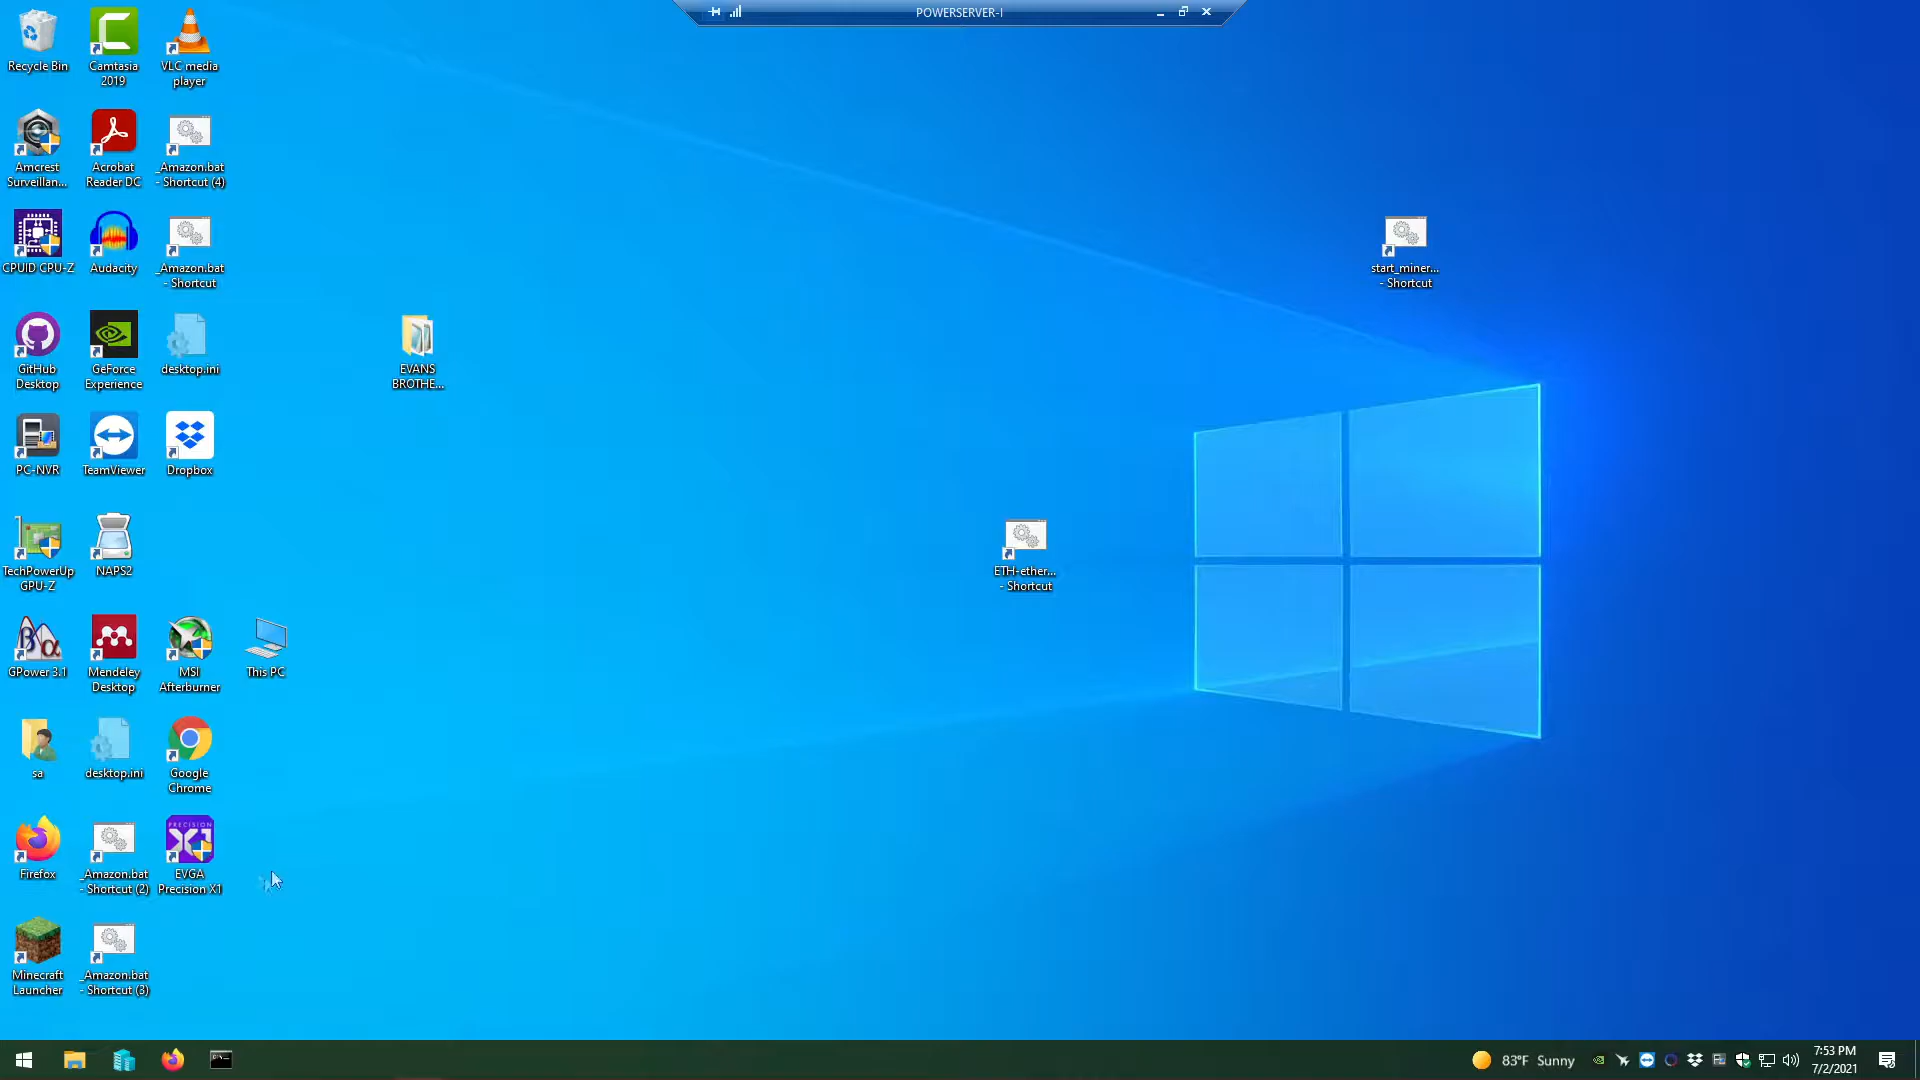 POWERSERVER-I
Recycle Bin
Camtasia
2019
VLC media
player
Amcrest
Surveillan...
Acrobat
Reader DC
_Amazon.bat
- Shortcut (4)
CPUID CPU-Z
Audacity
_Amazon.bat
- Shortcut
start_miner...
- Shortcut
GitHub
Desktop
GeForce
Experience
desktop.ini
EVANS
BROTHE...
PC-NVR
TeamViewer
Dropbox
TechPowerUp
GPU-Z
NAPS2
ETH-ether...
- Shortcut
GPower 3.1
Mendeley
Desktop
MSI
Afterburner
This PC
sa
desktop.ini
Google
Chrome
PRECISION
X1
Firefox
_Amazon.bat
- Shortcut (2)
EVGA
Precision X1
Minecraft
Launcher
_Amazon.bat
- Shortcut (3)
83°F Sunny
7:53 PM
7/2/2021